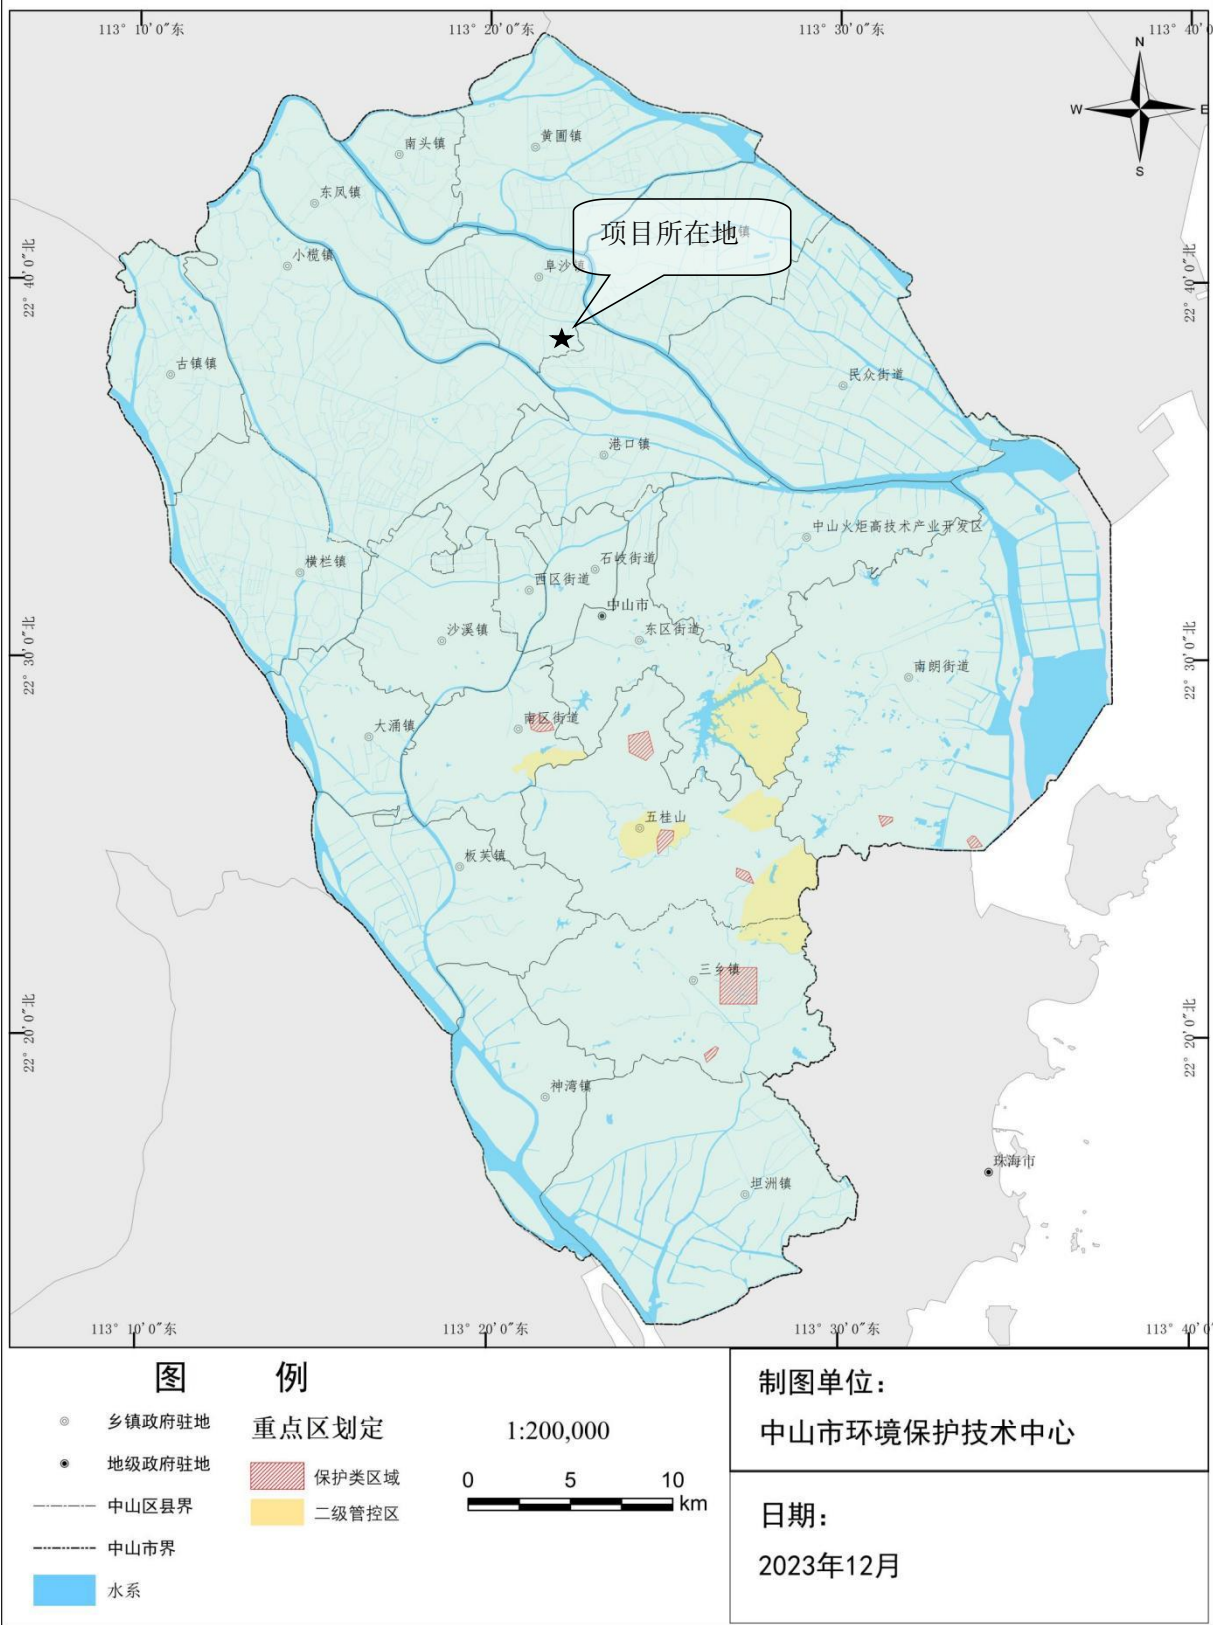 113° 10′0″东
113° 20′0″东
113° 30′0″东
113° 40′0
N
W
E
S
南头镇
黄圃镇
东凤镇
项目所在地
小榄镇
阜沙镇
镇
22° 40′0″北
22° 40′0″北
古镇镇
民众街道
港口镇
中山火炬高技术产业开发区
横栏镇
石岐街道
西区街道
中山市
沙溪镇
东区街道
22° 30′0″北
22° 30′0″北
南朗街道
大涌镇
南区街道
五桂山
板芙镇
三乡镇
22° 20′0″北
22° 20′0″北
神湾镇
坦洲镇
珠海市
113° 10′0″东
113° 20′0″东
113° 30′0″东
113° 40′0
图 例
乡镇政府驻地
地级政府驻地
中山区县界
中山市界
水系
重点区划定
保护类区域
二级管控区
1:200,000
0 5 10
km
制图单位：
中山市环境保护技术中心
日期：
2023年12月